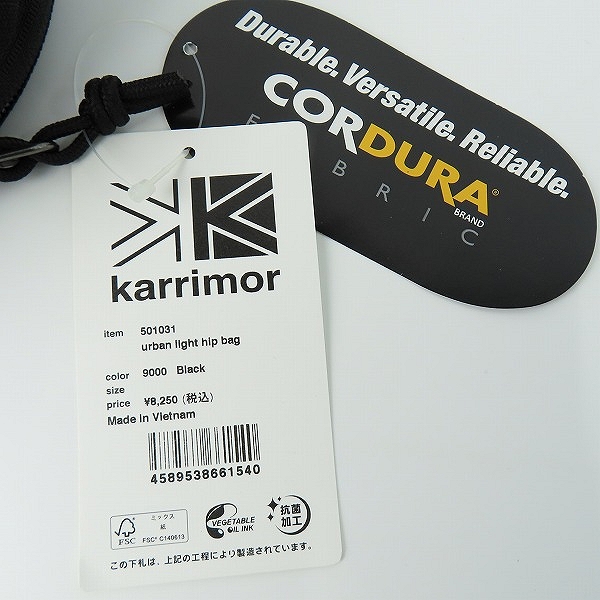 Durable. Versatile. Reliable.
CORDURA®
BRAND
FABRIC
karrimor
item 501031
urban light hip bag
color 9000 Black
size
price ¥8,250 (税込)
Made in Vietnam
4589538661540
FSC
ミックス
紙
FSC® C140613
VEGETABLE
OIL INK
抗菌
加工
この下札は、上記の工程により製造されています。